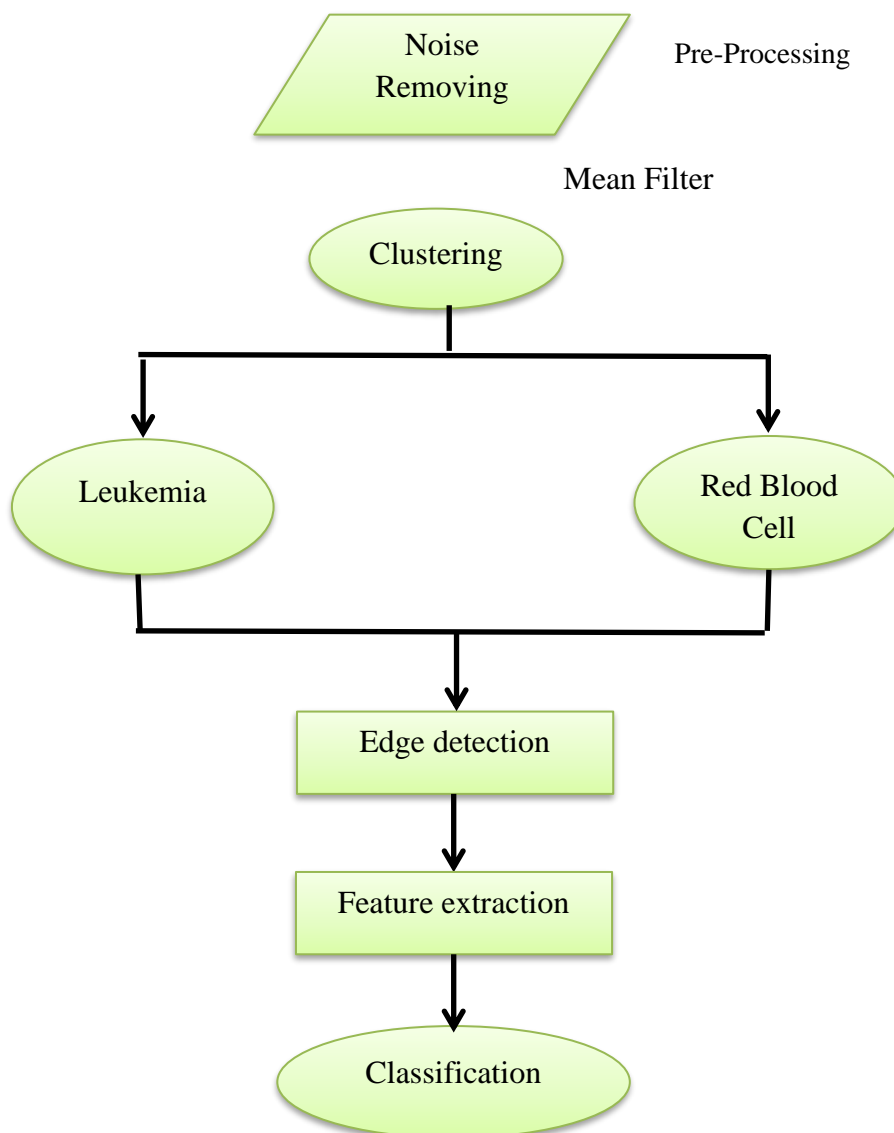 Noise
Removing
Pre-Processing
Mean Filter
Clustering
Leukemia
Red Blood
Cell
Edge detection
Feature extraction
Classification